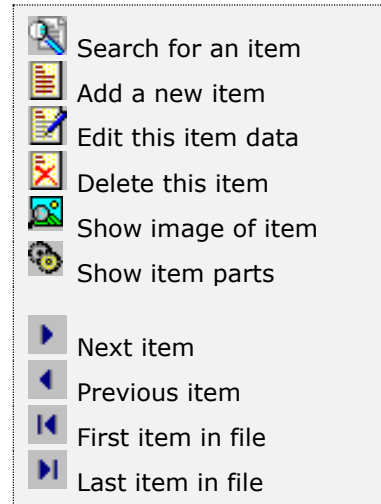 Search for an item
Add a new item
Edit this item data
Delete this item
Show image of item
Show item parts
Next item
Previous item
First item in file
Last item in file